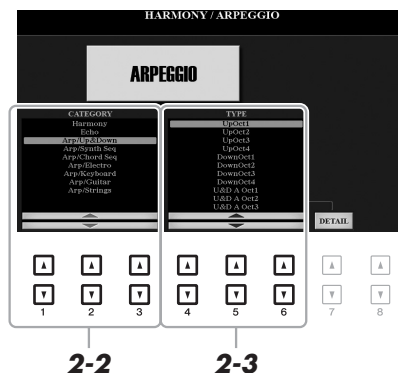 HARMONY / ARPEGGIO
ARPEGGIO
CATEGORY
Harmony
Echo
Arp/Up&Down
Arp/Synth Seq
Arp/Chord Seq
Arp/Electro
Arp/Keyboard
Arp/Guitar
Arp/Strings
TYPE
UpOct1
UpOct2
UpOct3
UpOct4
DownOct1
DownOct2
DownOct3
DownOct4
U&D A Oct1
U&D A Oct2
U&D A Oct3
DETAIL
1 2 3 4 5 6 7 8
2-2 2-3